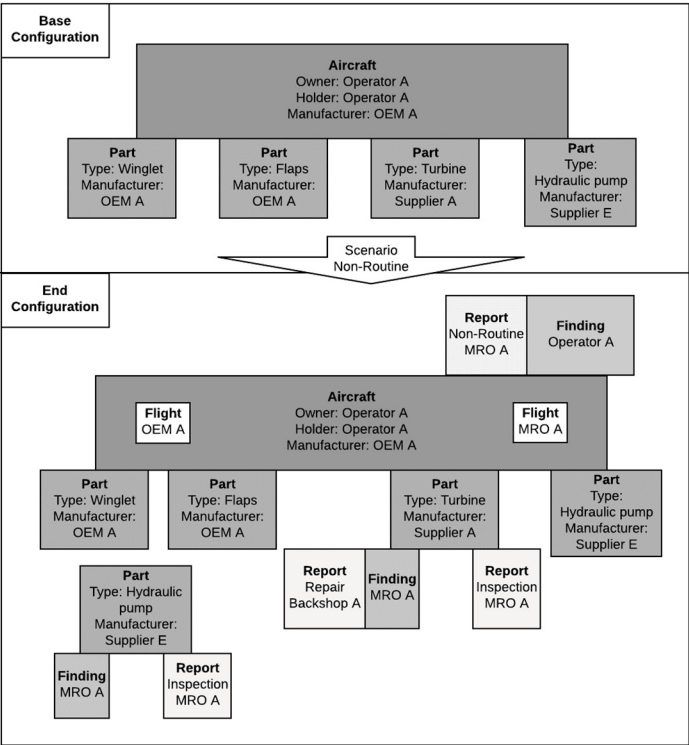 Base
Configuration
Aircraft
Owner: Operator A
Holder: Operator A
Manufacturer: OEM A
Part
Type: Winglet
Manufacturer:
OEM A
Part
Type: Flaps
Manufacturer:
OEM A
Part
Type: Turbine
Manufacturer:
Supplier A
Part
Type:
Hydraulic pump
Manufacturer:
Supplier E
Scenario
Non-Routine
End
Configuration
Report
Non-Routine
MRO A
Finding
Operator A
Aircraft
Owner: Operator A
Holder: Operator A
Manufacturer: OEM A
Flight
OEM A
Flight
MRO A
Part
Type: Winglet
Manufacturer:
OEM A
Part
Type: Flaps
Manufacturer:
OEM A
Part
Type: Turbine
Manufacturer:
Supplier A
Part
Type:
Hydraulic pump
Manufacturer:
Supplier E
Report
Repair
Backshop A
Finding
MRO A
Report
Inspection
MRO A
Part
Type: Hydraulic
pump
Manufacturer:
Supplier E
Finding
MRO A
Report
Inspection
MRO A